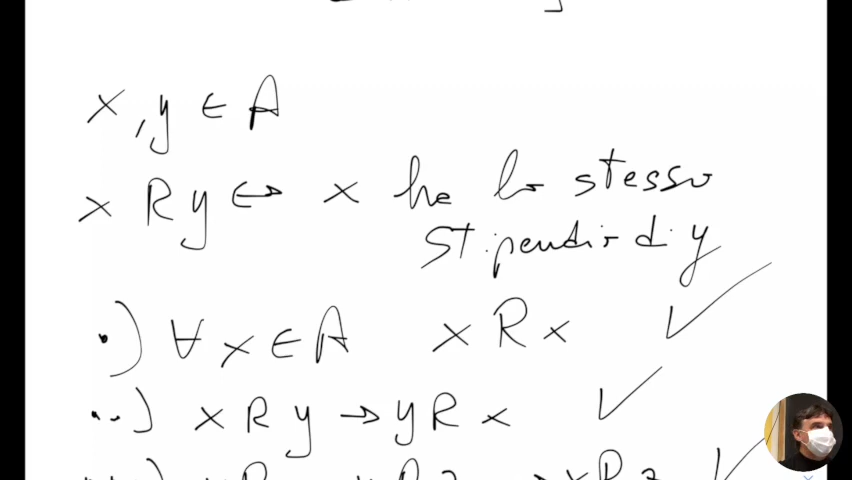 x, y ∈ A
x R y ↔ x ha lo stesso
stipendio di y
.) ∀ x ∈ A x R x ✓
..) x R y → y R x ✓